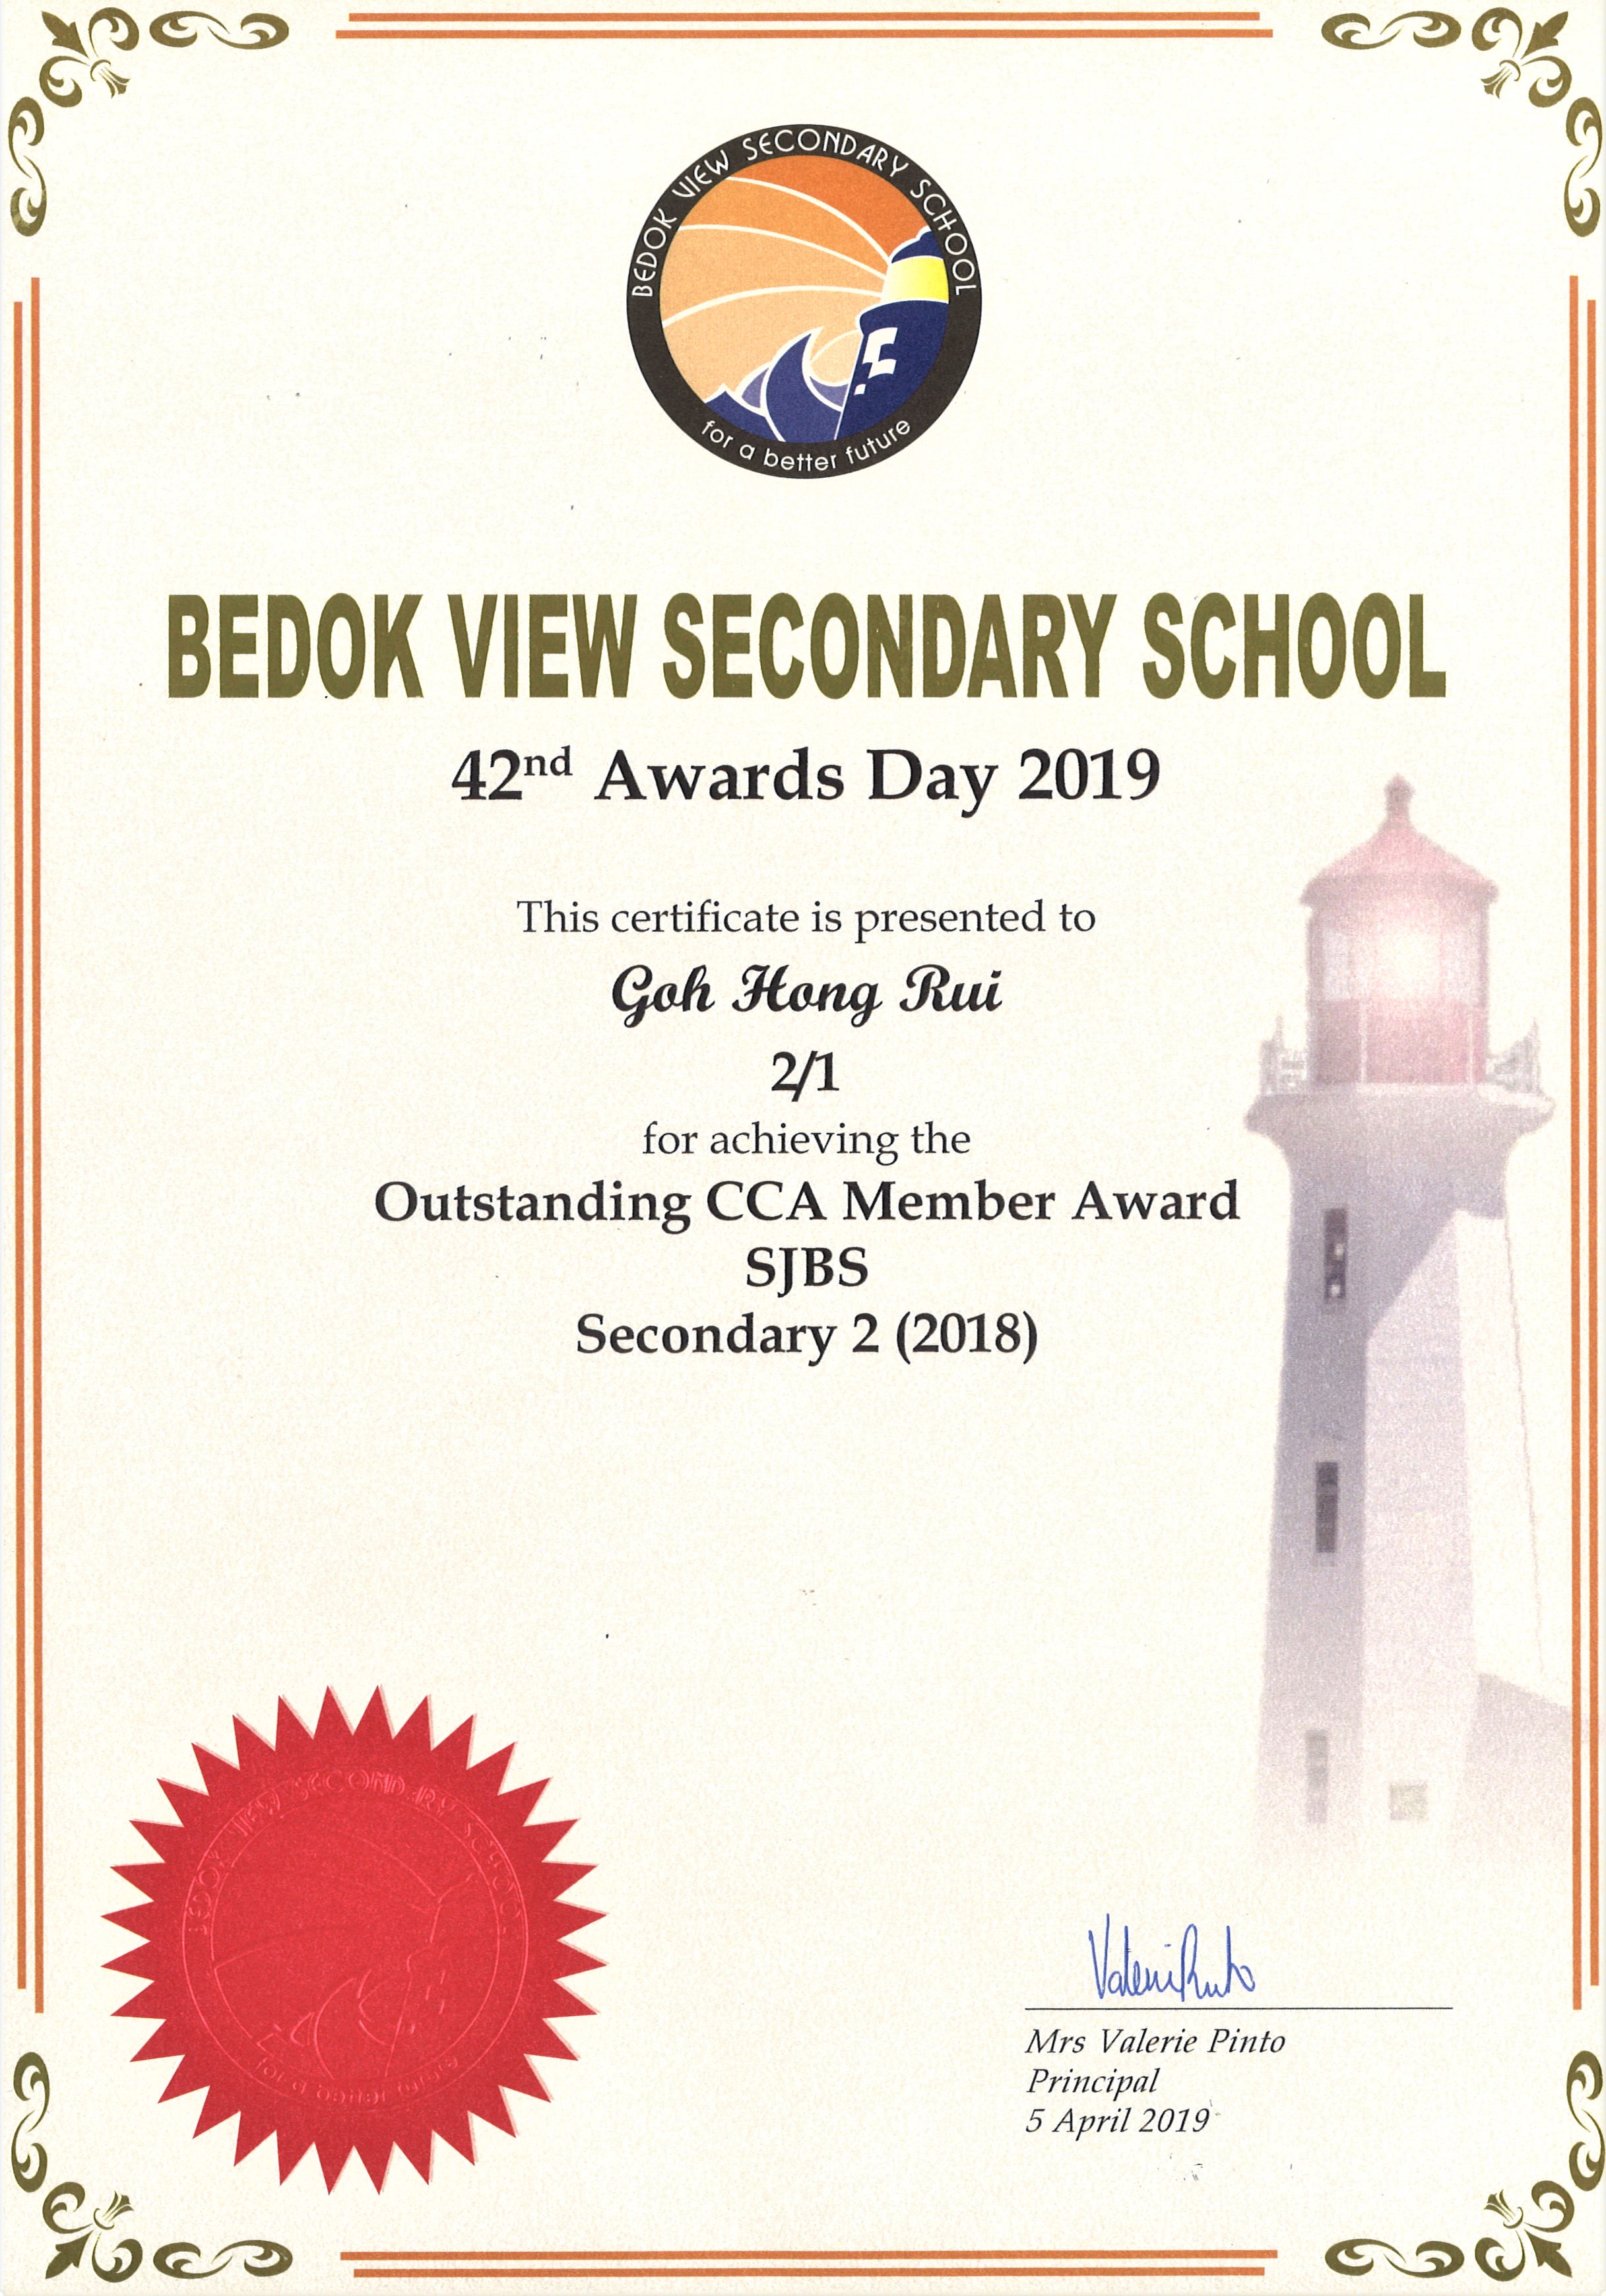 BEDOK VIEW SECONDARY SCHOOL
for a better future
BEDOK VIEW SECONDARY SCHOOL
42nd Awards Day 2019
This certificate is presented to
Goh Hong Rui
2/1
for achieving the
Outstanding CCA Member Award
SJBS
Secondary 2 (2018)
BEDOK VIEW SECONDARY SCHOOL
for a better future
Valerie Pinto
Mrs Valerie Pinto
Principal
5 April 2019